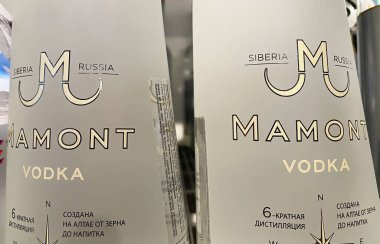 SIBERIA M RUSSIA
MAMONT
VODKA
N
6-КРАТНАЯ
ДИСТИЛЛЯЦИЯ
СОЗДАНА
НА АЛТАЕ ОТ ЗЕРНА
ДО НАПИТКА
W
SIBERIA M RUSSIA
MAMONT
VODKA
N
6-КРАТНАЯ
ДИСТИЛЛЯЦИЯ
СОЗДАНА
НА АЛТАЕ ОТ ЗЕРНА
ДО НАПИТКА
W
E